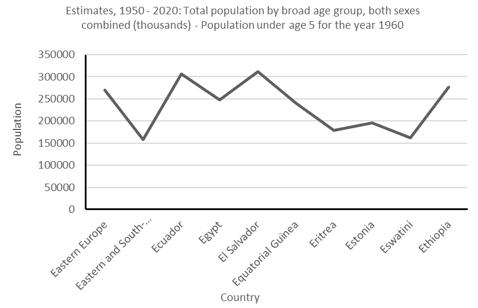 Estimates, 1950 - 2020: Total population by broad age group, both sexes
combined (thousands) - Population under age 5 for the year 1960
350000
300000
250000
200000
150000
100000
50000
0
Population
Eastern Europe
Eastern and South-...
Ecuador
Egypt
El Salvador
Equatorial Guinea
Eritrea
Estonia
Eswatini
Ethiopia
Country